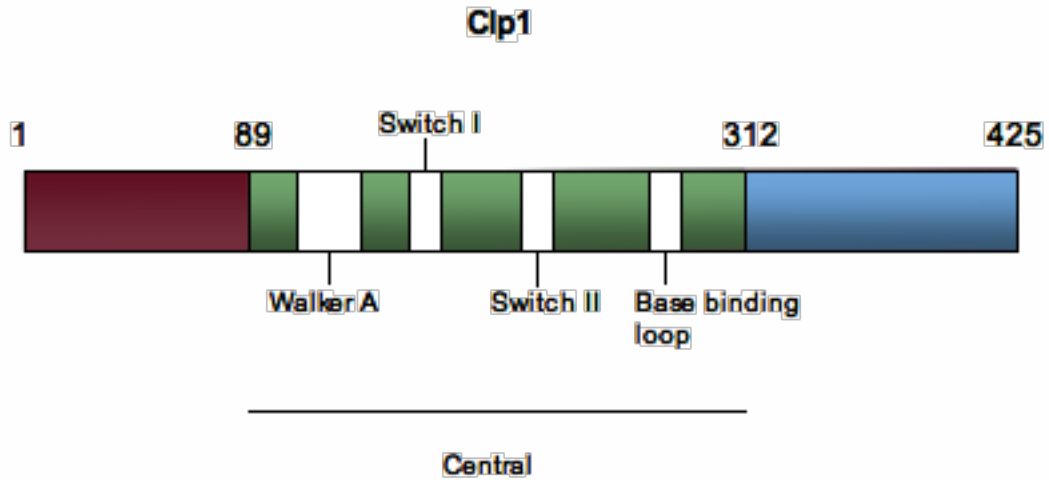 Clp1
1
89
Switch I
312
425
Walker A
Switch II
Base binding
loop
Central